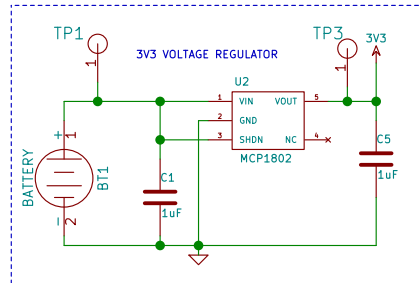 TP1
1
3V3 VOLTAGE REGULATOR
TP3
1
3V3
U2
1 VIN VOUT 5
2 GND
3 SHDN NC 4
MCP1802
BATTERY
+ 1
- 2
BT1
C1
1uF
C5
1uF